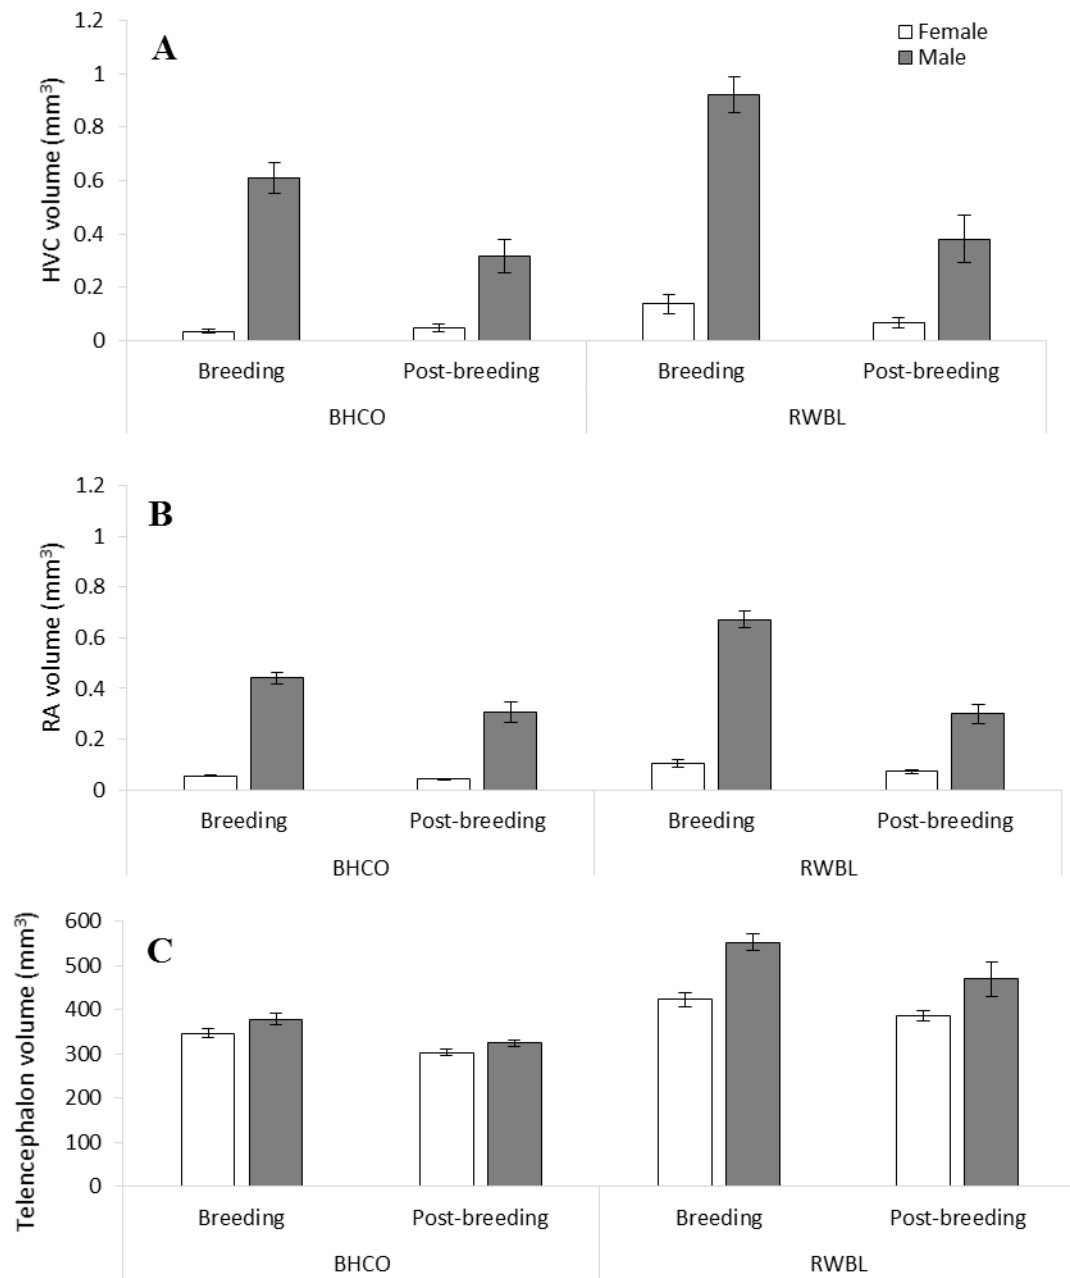 A
Female
Male
HVC volume (mm³)
1.2
1
0.8
0.6
0.4
0.2
0
Breeding Post-breeding Breeding Post-breeding
BHCO RWBL
B
RA volume (mm³)
1.2
1
0.8
0.6
0.4
0.2
0
Breeding Post-breeding Breeding Post-breeding
BHCO RWBL
C
Telencephalon volume (mm³)
600
500
400
300
200
100
0
Breeding Post-breeding Breeding Post-breeding
BHCO RWBL